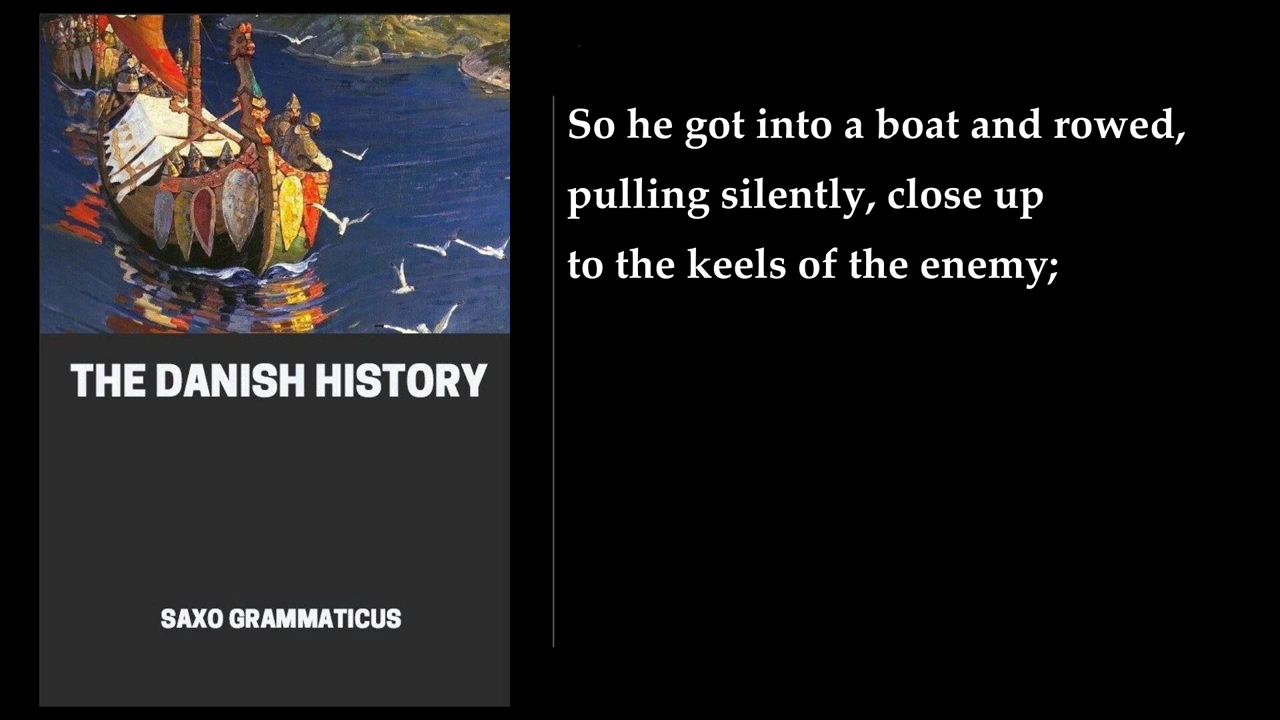 THE DANISH HISTORY
SAXO GRAMMATICUS
So he got into a boat and rowed,
pulling silently, close up
to the keels of the enemy;